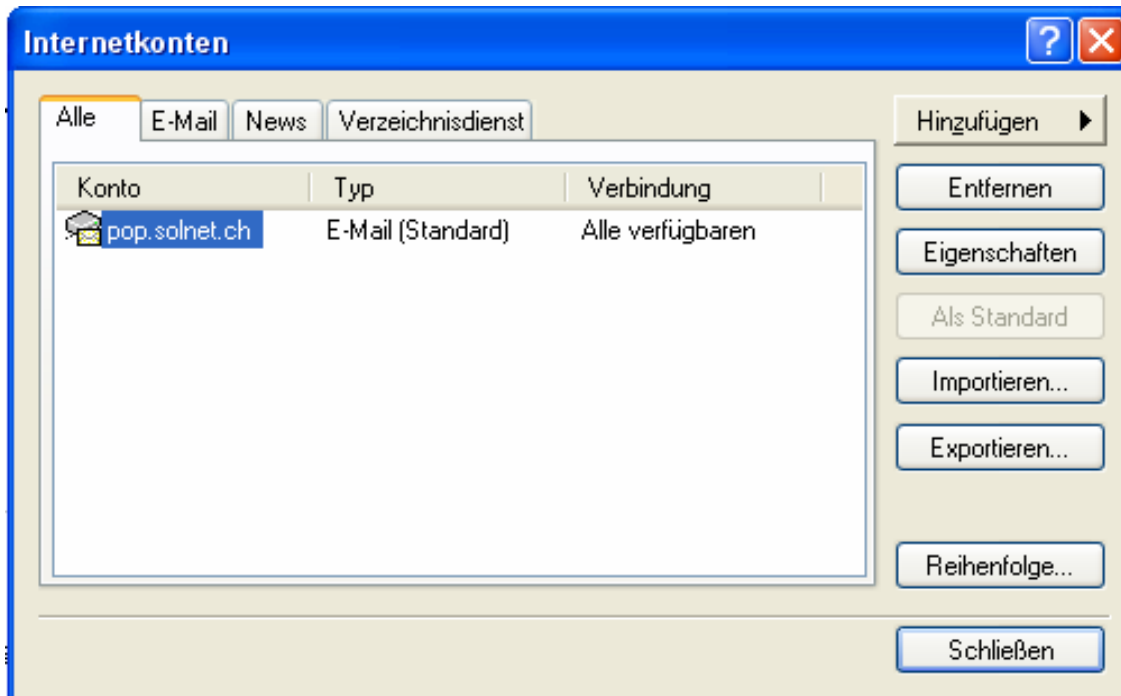 Internetkonten
Alle E-Mail News Verzeichnisdienst
Konto Typ Verbindung
pop.solnet.ch E-Mail (Standard) Alle verfügbaren
Hinzufügen
Entfernen
Eigenschaften
Als Standard
Importieren...
Exportieren...
Reihenfolge...
Schließen